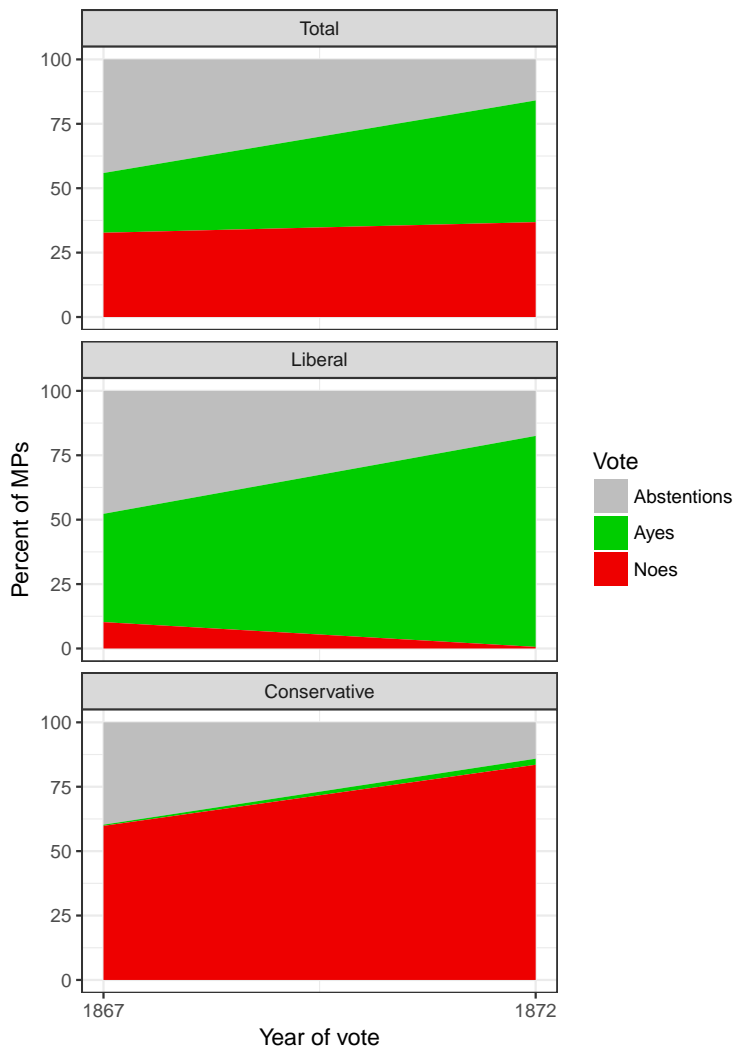 Total
100
75
50
25
0
Liberal
100
75
50
25
0
Conservative
100
75
50
25
0
1867 1872
Year of vote
Percent of MPs
Vote
Abstentions
Ayes
Noes